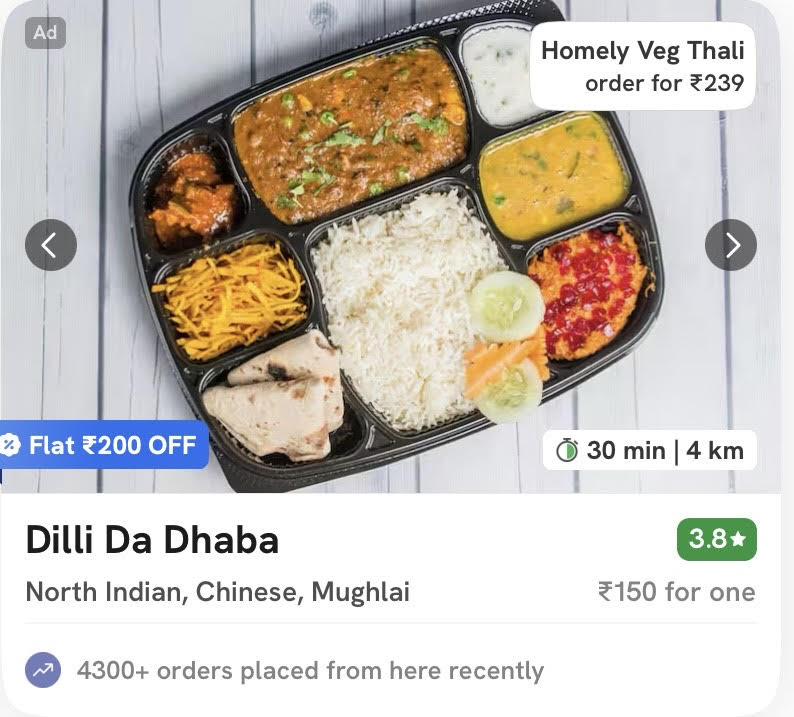 Ad
Homely Veg Thali
order for ₹239
Flat ₹200 OFF
30 min | 4 km
Dilli Da Dhaba
3.8★
North Indian, Chinese, Mughlai
₹150 for one
4300+ orders placed from here recently